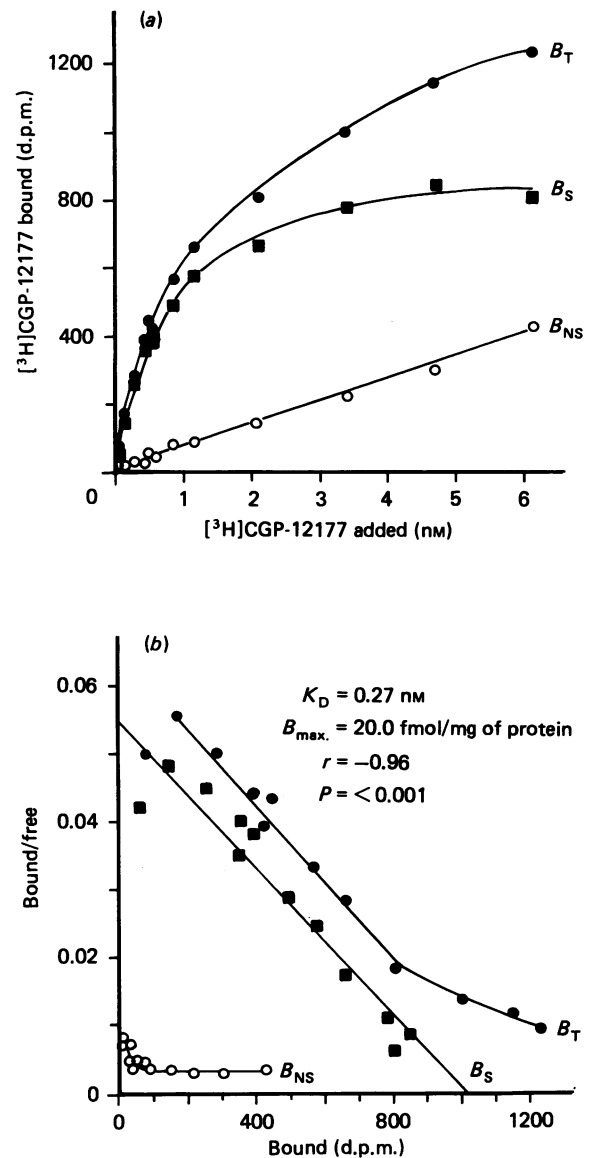 (a)
1200
800
400
0
1 2 3 4 5 6
[³H]CGP-12177 bound (d.p.m.)
[³H]CGP-12177 added (nM)
B_T
B_S
B_NS
(b)
0.06
0.04
0.02
0
0 400 800 1200
Bound/free
Bound (d.p.m.)
K_D = 0.27 nM
B_max. = 20.0 fmol/mg of protein
r = −0.96
P = < 0.001
B_T
B_NS
B_S